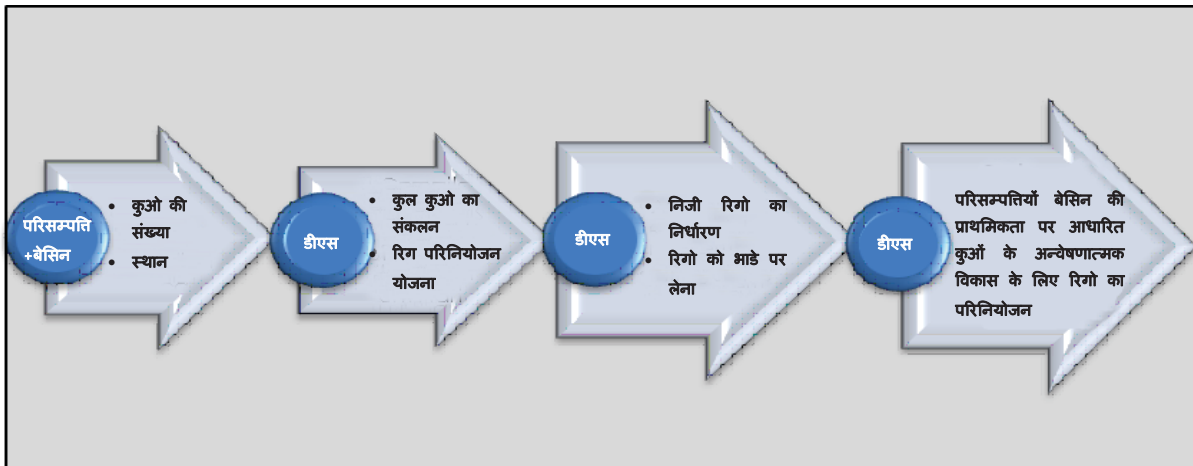 परिसम्पत्ति
+बेसिन
• कुओ की
संख्या
• स्थान
डीएस
• कुल कुओ का
संकलन
• रिग परिनियोजन
योजना
डीएस
• निजी रिगो का
निर्धारण
• रिगो को भाडे पर
लेना
डीएस
परिसम्पत्तियों बेसिन की
प्राथमिकता पर आधारित
कुओं के अन्वेषणात्मक
विकास के लिए रिगो का
परिनियोजन